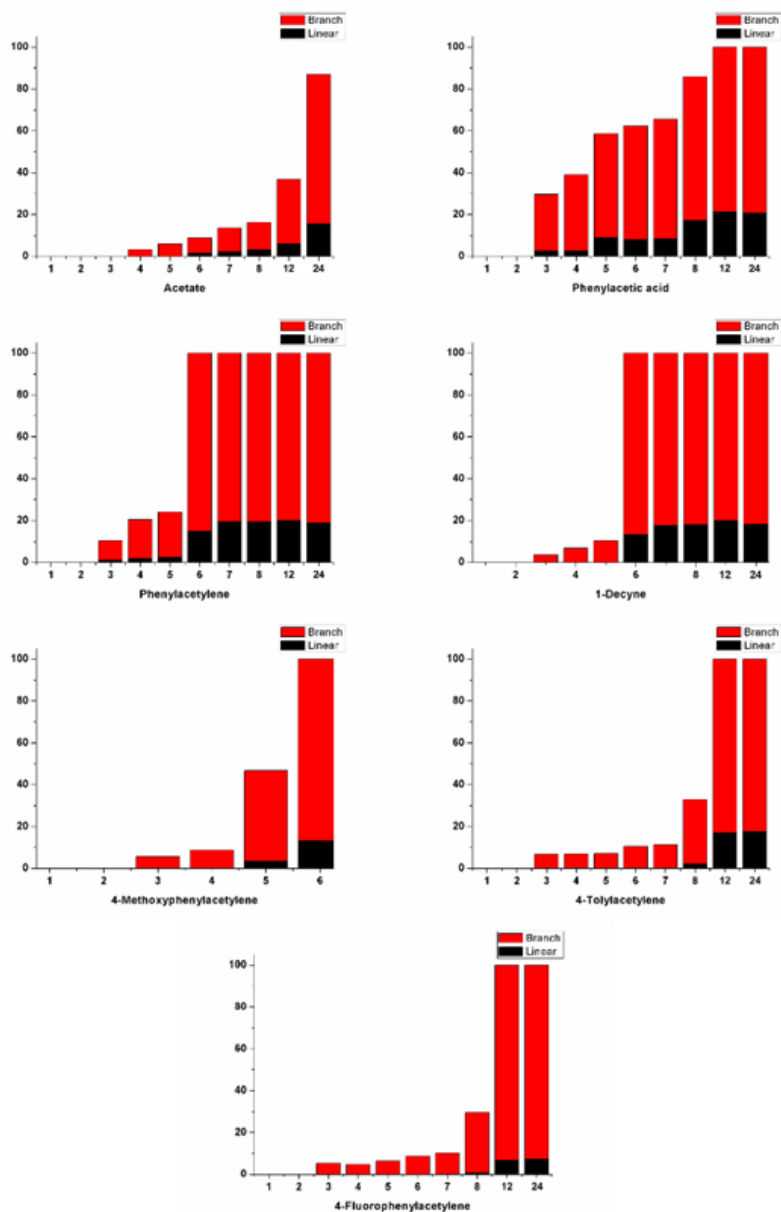 Branch
Linear
100
80
60
40
20
0
1 2 3 4 5 6 7 8 12 24
Acetate
Branch
Linear
100
80
60
40
20
0
1 2 3 4 5 6 7 8 12 24
Phenylacetic acid
Branch
Linear
100
80
60
40
20
0
1 2 3 4 5 6 7 8 12 24
Phenylacetylene
Branch
Linear
100
80
60
40
20
0
2 4 6 8 12 24
1-Decyne
Branch
Linear
100
80
60
40
20
0
1 2 3 4 5 6
4-Methoxyphenylacetylene
Branch
Linear
100
80
60
40
20
0
1 2 3 4 5 6 7 8 12 24
4-Tolylacetylene
Branch
Linear
100
80
60
40
20
0
1 2 3 4 5 6 7 8 12 24
4-Fluorophenylacetylene